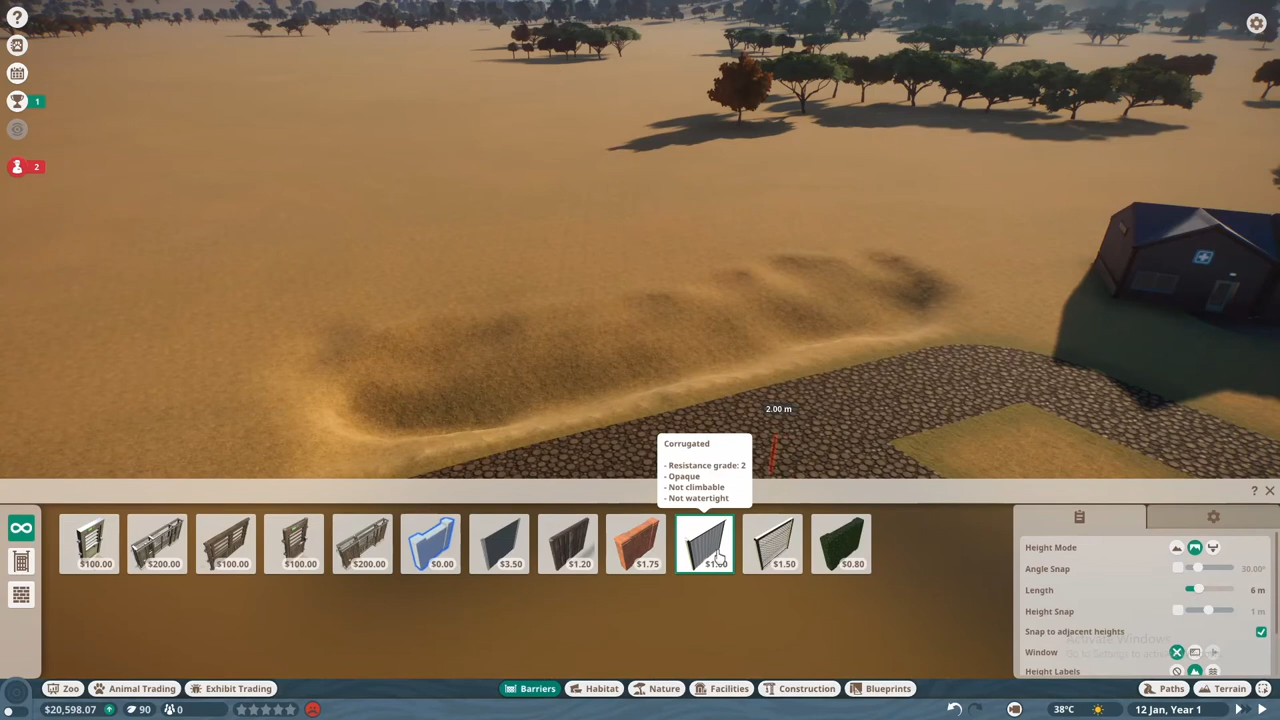 ?
1
2
2.00 m
Corrugated
- Resistance grade: 2
- Opaque
- Not climbable
- Not watertight
?
$100.00
$200.00
$100.00
$100.00
$200.00
$0.00
$3.50
$1.20
$1.75
$1.50
$0.80
Height Mode
Angle Snap 30.00°
Length 6 m
Height Snap 1 m
Snap to adjacent heights
Activate Windows
Window
Height Labels
Zoo
Animal Trading
Exhibit Trading
Barriers
Habitat
Nature
Facilities
Construction
Blueprints
Paths
Terrain
$20,598.07
90
0
38°C
12 Jan, Year 1